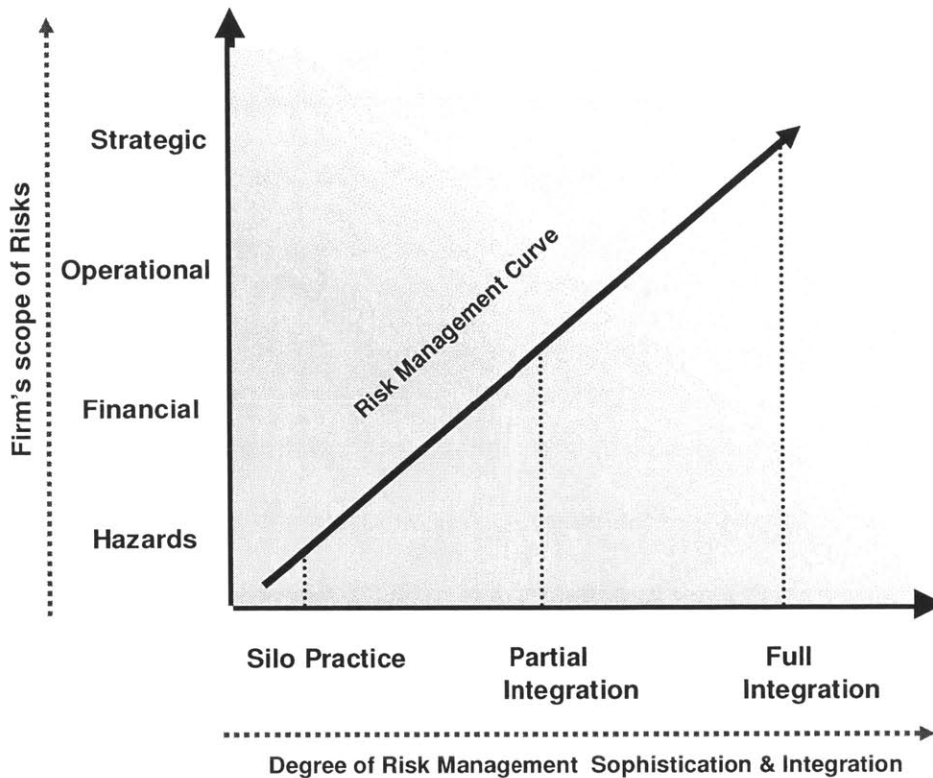 Firm's scope of Risks
Strategic
Operational
Financial
Hazards
Risk Management Curve
Silo Practice
Partial
Integration
Full
Integration
Degree of Risk Management Sophistication & Integration